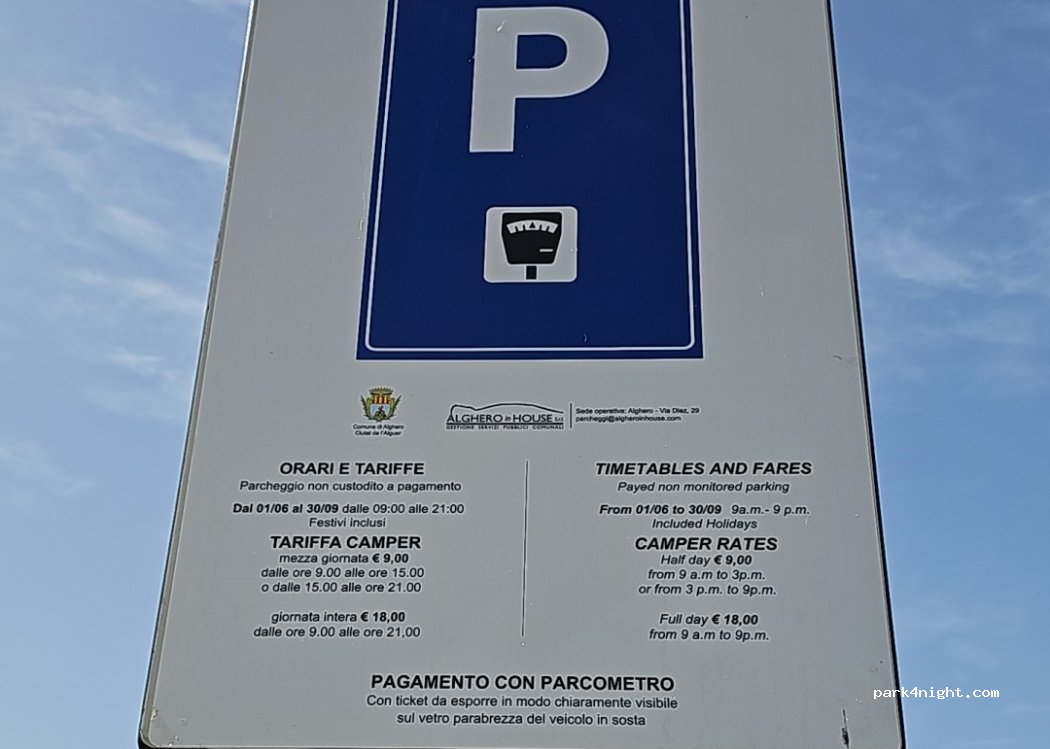 P
Comune di Alghero
Ciutat de l'Alguer
ALGHERO in HOUSE S.r.l.
GESTIONE SERVIZI PUBBLICI COMUNALI
Sede operativa: Alghero - Via Diez, 29
parcheggi@algheroinhouse.com
ORARI E TARIFFE
Parcheggio non custodito a pagamento
Dal 01/06 al 30/09 dalle 09:00 alle 21:00
Festivi inclusi
TARIFFA CAMPER
mezza giornata € 9,00
dalle ore 9.00 alle ore 15.00
o dalle 15.00 alle ore 21.00
giornata intera € 18,00
dalle ore 9.00 alle ore 21,00
TIMETABLES AND FARES
Payed non monitored parking
From 01/06 to 30/09 9a.m.- 9 p.m.
Included Holidays
CAMPER RATES
Half day € 9,00
from 9 a.m to 3p.m.
or from 3 p.m. to 9p.m.
Full day € 18,00
from 9 a.m to 9p.m.
PAGAMENTO CON PARCOMETRO
Con ticket da esporre in modo chiaramente visibile
sul vetro parabrezza del veicolo in sosta
park4night.com